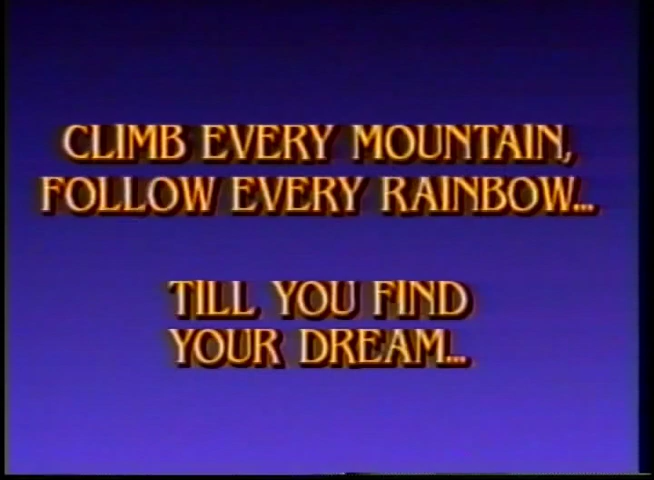 CLIMB EVERY MOUNTAIN,
FOLLOW EVERY RAINBOW...
TILL YOU FIND
YOUR DREAM...